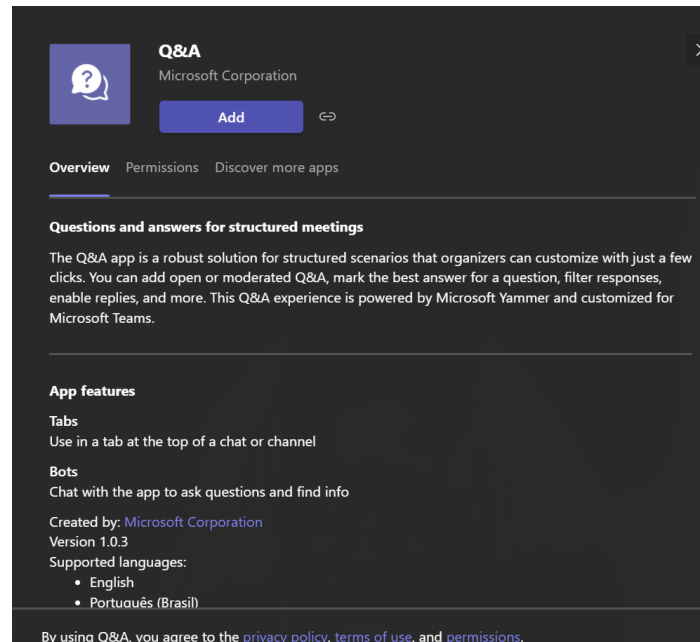 Q&A
Microsoft Corporation
Add
Overview Permissions Discover more apps
Questions and answers for structured meetings
The Q&A app is a robust solution for structured scenarios that organizers can customize with just a few
clicks. You can add open or moderated Q&A, mark the best answer for a question, filter responses,
enable replies, and more. This Q&A experience is powered by Microsoft Yammer and customized for
Microsoft Teams.
App features
Tabs
Use in a tab at the top of a chat or channel
Bots
Chat with the app to ask questions and find info
Created by: Microsoft Corporation
Version 1.0.3
Supported languages:
• English
• Português (Brasil)
By using Q&A, you agree to the privacy policy, terms of use, and permissions.